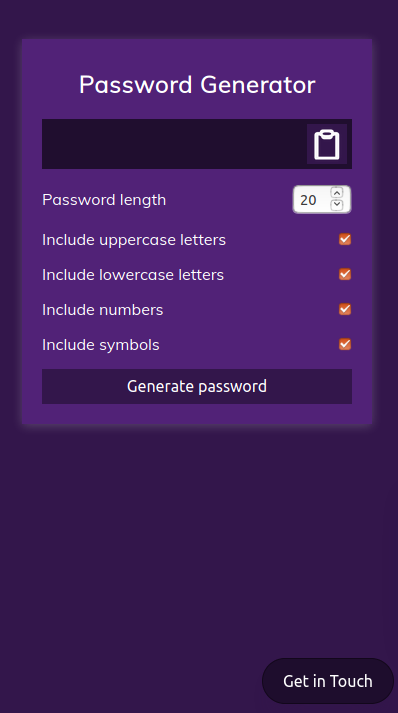 Password Generator
Password length
20
Include uppercase letters
Include lowercase letters
Include numbers
Include symbols
Generate password
Get in Touch